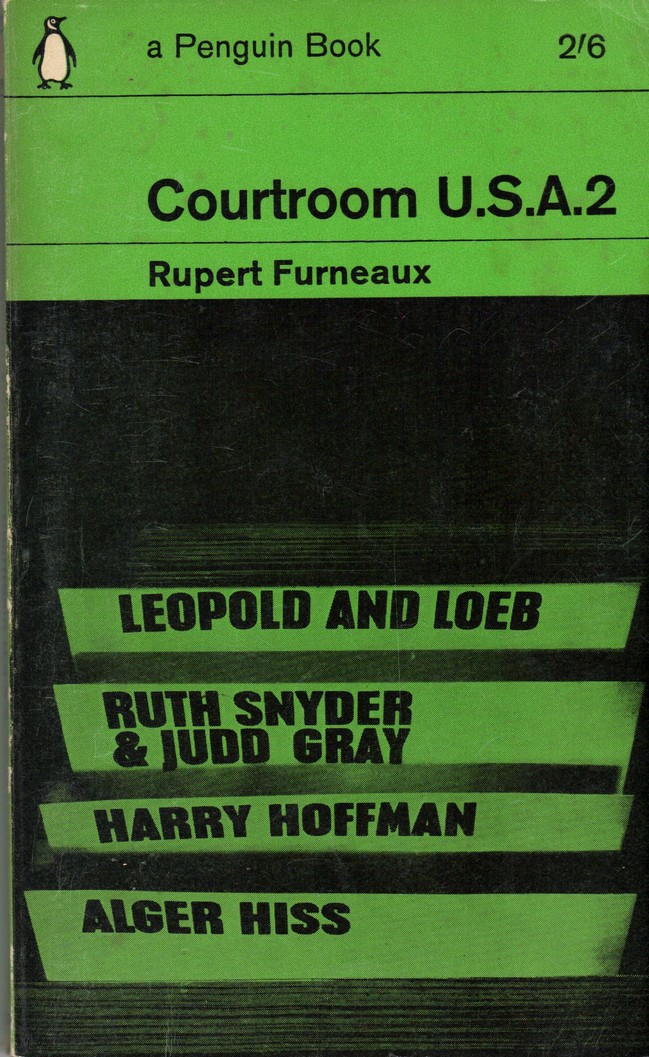 a Penguin Book 2/6
Courtroom U.S.A.2
Rupert Furneaux
LEOPOLD AND LOEB
RUTH SNYDER
& JUDD GRAY
HARRY HOFFMAN
ALGER HISS